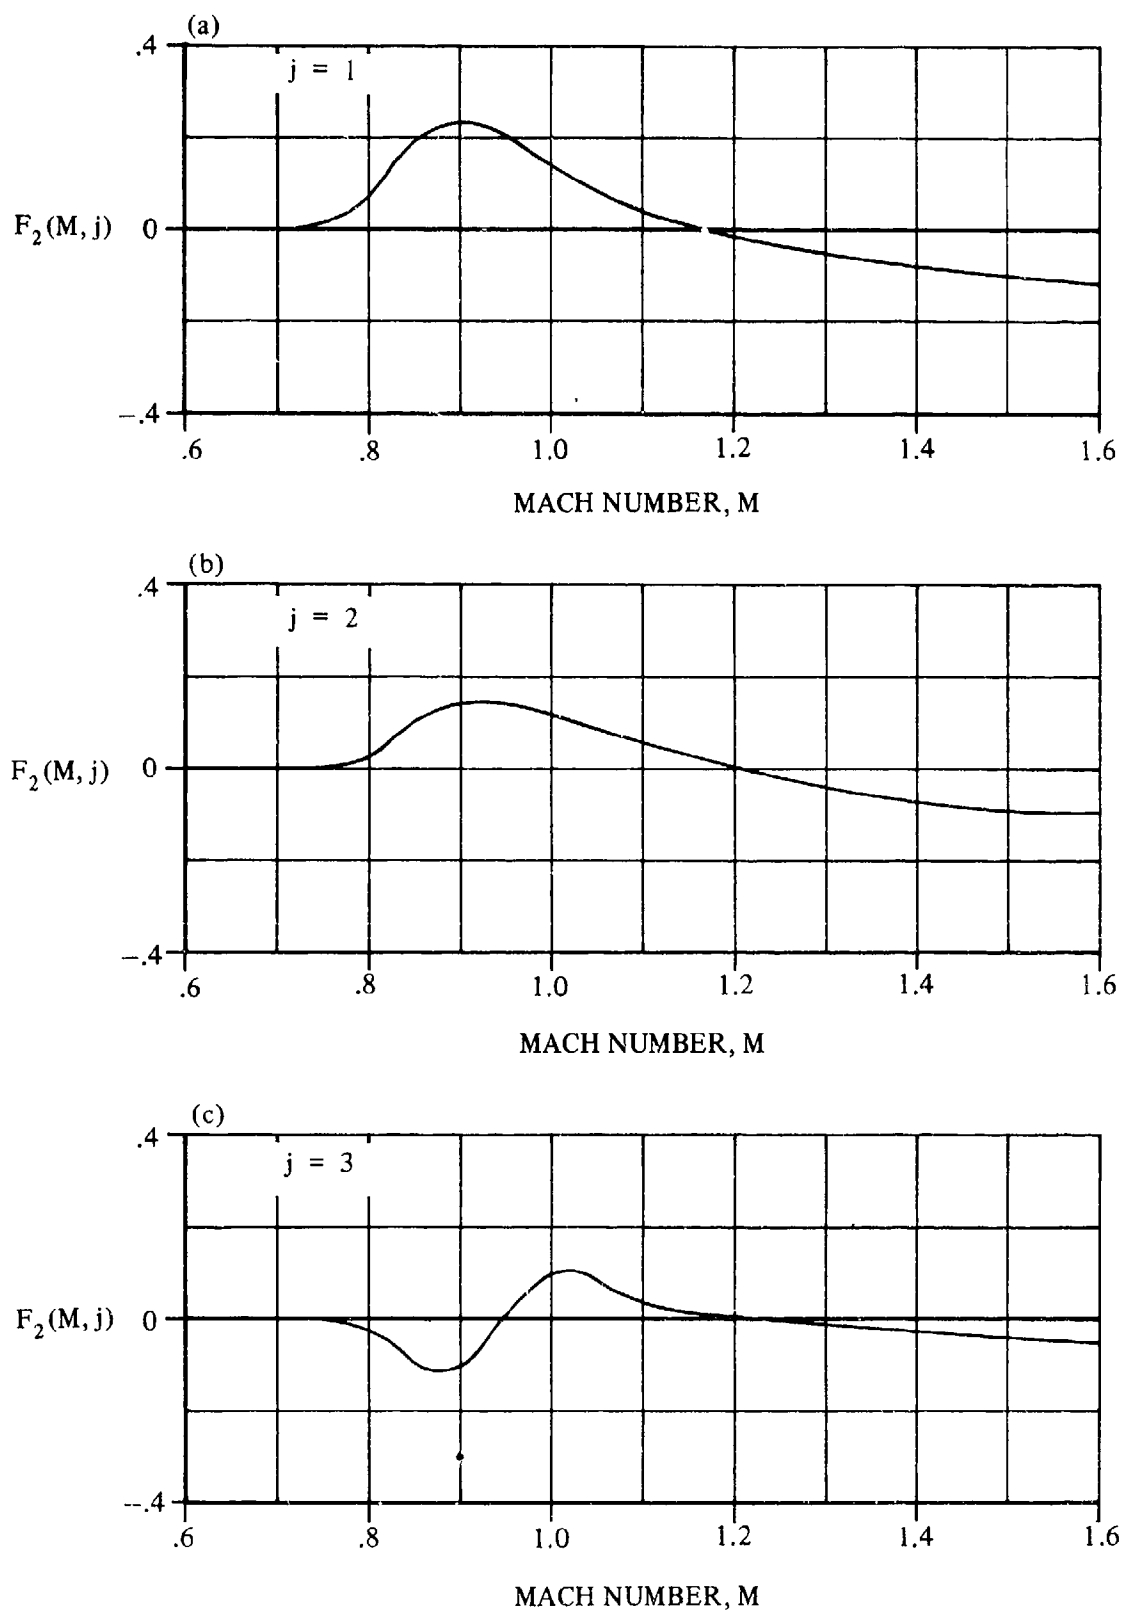 (a)
.4
j = 1
F2(M, j) 0
–.4
.6 .8 1.0 1.2 1.4 1.6
MACH NUMBER, M
(b)
.4
j = 2
F2(M, j) 0
–.4
.6 .8 1.0 1.2 1.4 1.6
MACH NUMBER, M
(c)
.4
j = 3
F2(M, j) 0
--.4
.6 .8 1.0 1.2 1.4 1.6
MACH NUMBER, M